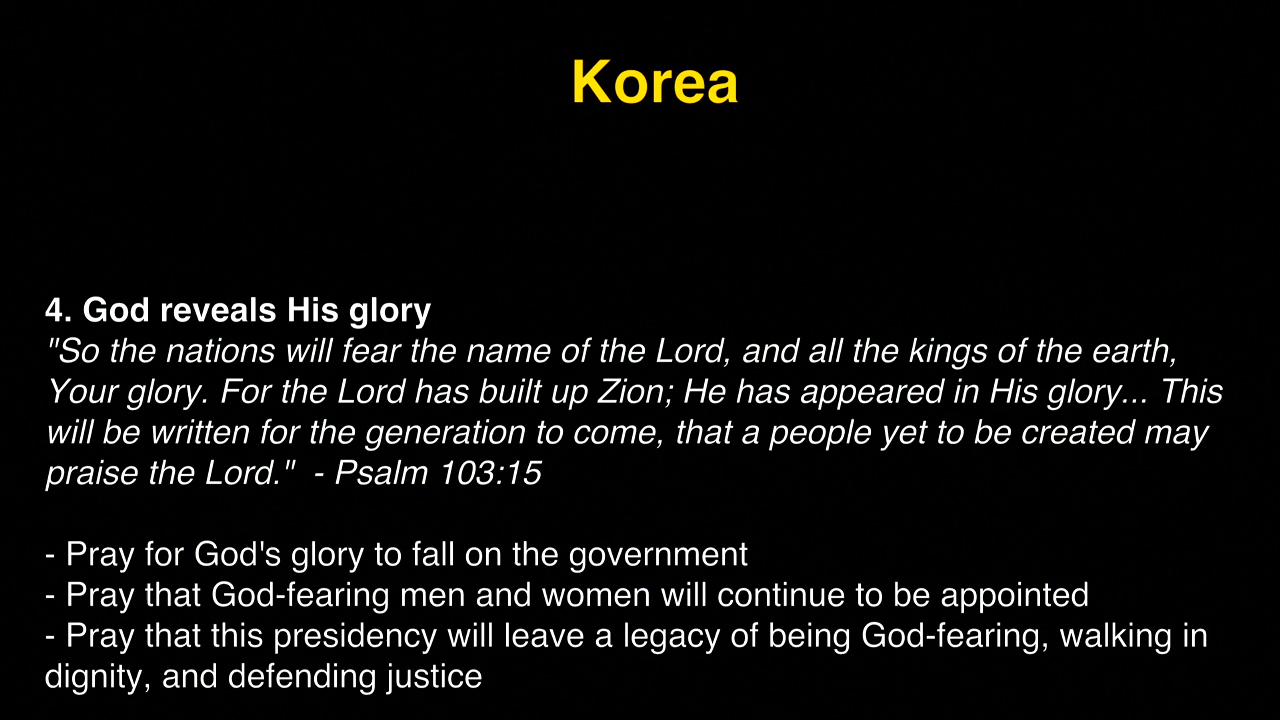 Korea
4. God reveals His glory
"So the nations will fear the name of the Lord, and all the kings of the earth,
Your glory. For the Lord has built up Zion; He has appeared in His glory... This
will be written for the generation to come, that a people yet to be created may
praise the Lord."  - Psalm 103:15
- Pray for God's glory to fall on the government
- Pray that God-fearing men and women will continue to be appointed
- Pray that this presidency will leave a legacy of being God-fearing, walking in
dignity, and defending justice